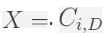 X =. C_{i,D}